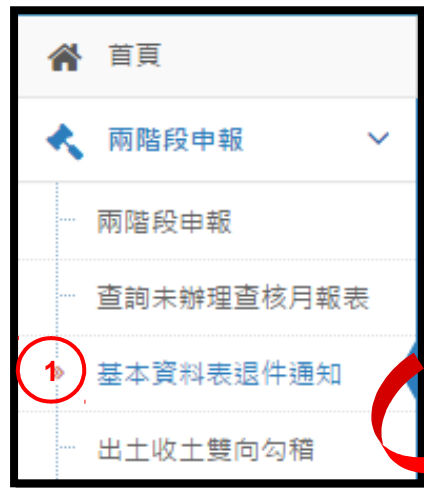 首頁
兩階段申報
兩階段申報
查詢未辦理查核月報表
1 基本資料表退件通知
出土收土雙向勾稽